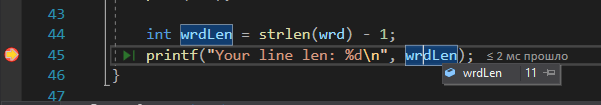 43
44 int wrdLen = strlen(wrd) - 1;
45 printf("Your line len: %d\n", wrdLen); ≤ 2 мс прошло
wrdLen 11
46 }
47